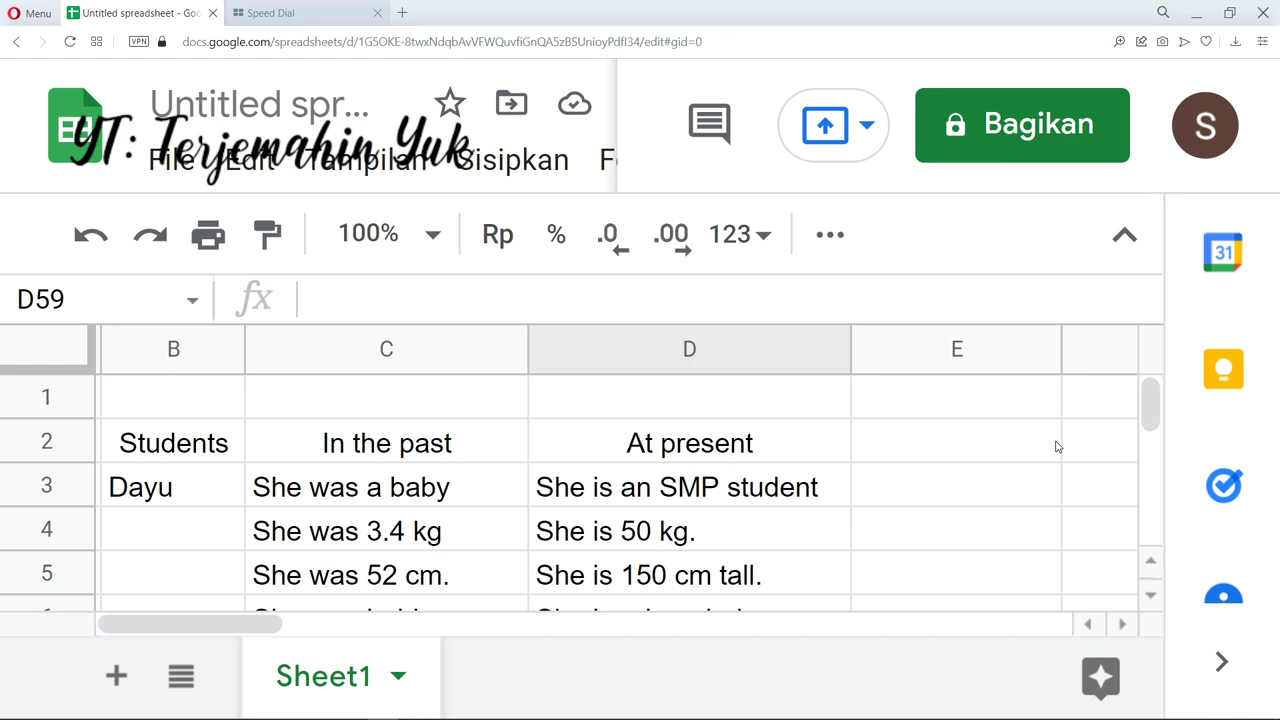 Menu
Untitled spreadsheet - Goo
Speed Dial
VPN
docs.google.com/spreadsheets/d/1G5OKE-8twxNdqbAvVFWQuvfiGnQA5zBSUnioyPdfI34/edit#gid=0
Untitled spr...
Bagikan
S
YT: Terjemahin Yuk
File Edit Tampilan Sisipkan F
100%
Rp % .0 .00 123
31
D59
fx
B C D E
1
2 Students In the past At present
3 Dayu She was a baby She is an SMP student
4 She was 3.4 kg She is 50 kg.
5 She was 52 cm. She is 150 cm tall.
Sheet1